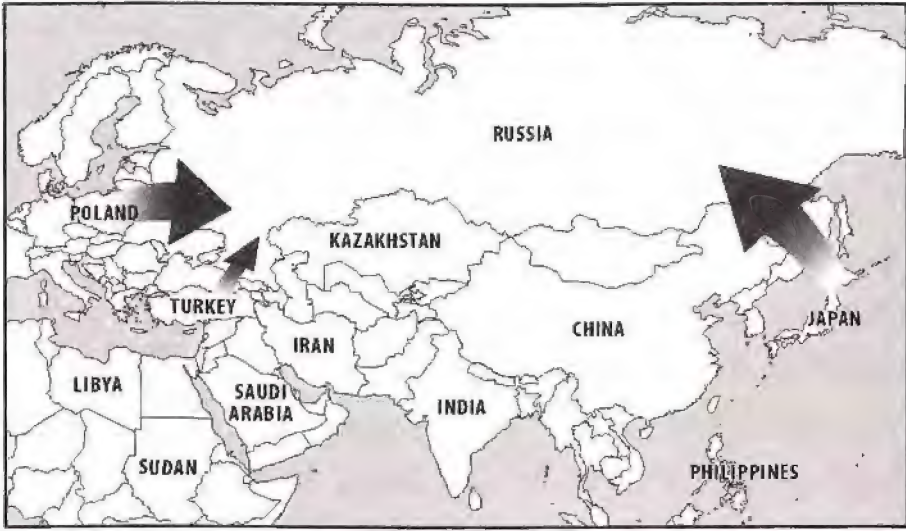 RUSSIA
POLAND
KAZAKHSTAN
TURKEY
CHINA
JAPAN
IRAN
LIBYA
SAUDI
ARABIA
INDIA
SUDAN
PHILIPPINES